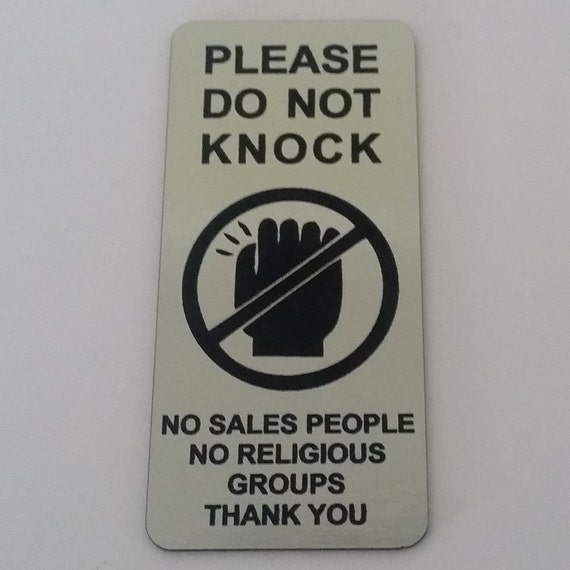 PLEASE
DO NOT
KNOCK
NO SALES PEOPLE
NO RELIGIOUS
GROUPS
THANK YOU